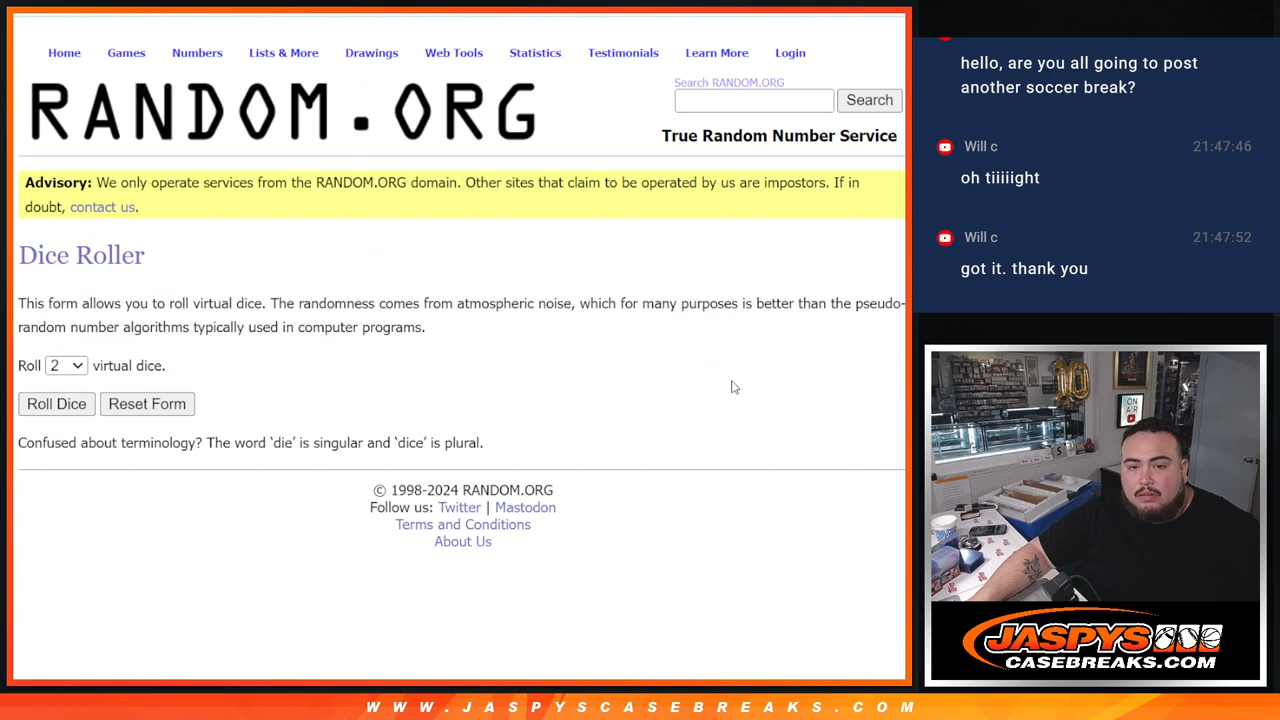 Home Games Numbers Lists & More Drawings Web Tools Statistics Testimonials Learn More Login
RANDOM.ORG
Search RANDOM.ORG
Search
True Random Number Service
Advisory: We only operate services from the RANDOM.ORG domain. Other sites that claim to be operated by us are impostors. If in
doubt, contact us.
Dice Roller
This form allows you to roll virtual dice. The randomness comes from atmospheric noise, which for many purposes is better than the pseudo-
random number algorithms typically used in computer programs.
Roll 2 virtual dice.
Roll Dice Reset Form
Confused about terminology? The word ‘die’ is singular and ‘dice’ is plural.
© 1998-2024 RANDOM.ORG
Follow us: Twitter | Mastodon
Terms and Conditions
About Us
hello, are you all going to post
another soccer break?
Will c 21:47:46
oh tiiiiight
Will c 21:47:52
got it. thank you
10
ON
AIR
JASPYS
CASEBREAKS.COM
WWW.JASPYSCASEBREAKS.COM